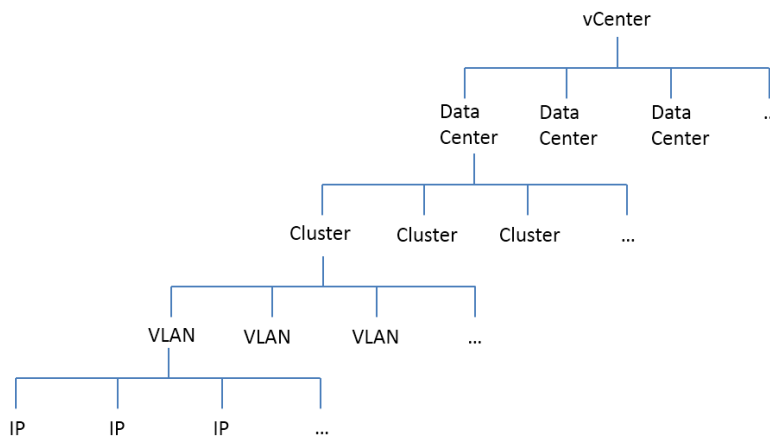 vCenter
Data Data Data ..
Center Center Center
Cluster Cluster Cluster ...
VLAN VLAN VLAN ...
IP IP IP ...